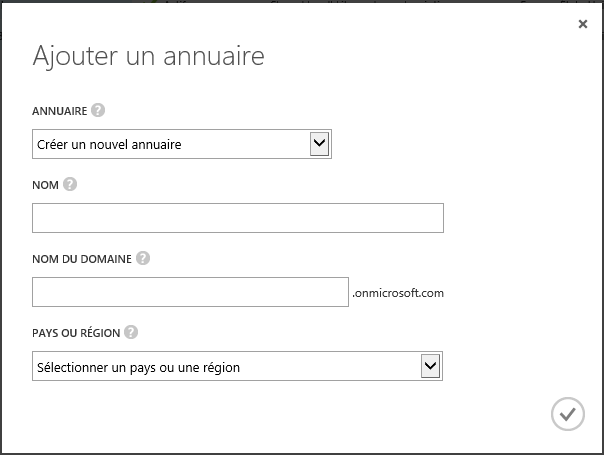 Ajouter un annuaire
ANNUAIRE ?
Créer un nouvel annuaire
NOM ?
NOM DU DOMAINE ?
.onmicrosoft.com
PAYS OU RÉGION ?
Sélectionner un pays ou une région